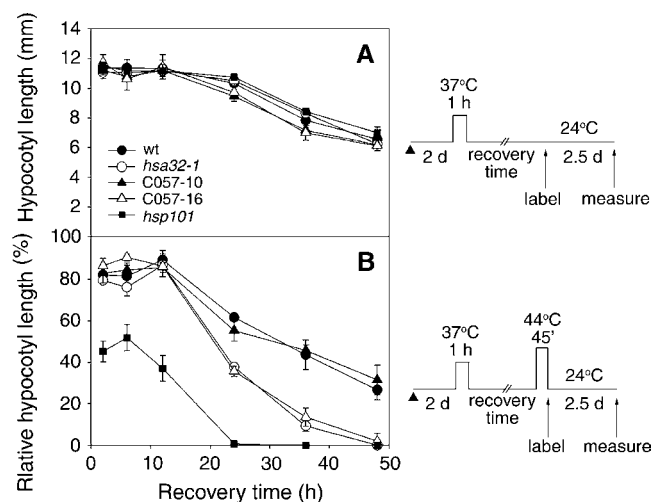 A
Hypocotyl length (mm)
14
12
10
8
6
4
2
wt
hsa32-1
C057-10
C057-16
hsp101
37°C
1 h
24°C
2 d
recovery
time
2.5 d
label
measure
B
Rlative hypocotyl length (%)
100
80
60
40
20
0
0
10
20
30
40
50
Recovery time (h)
37°C
1 h
44°C
45'
24°C
2 d
recovery
time
2.5 d
label
measure